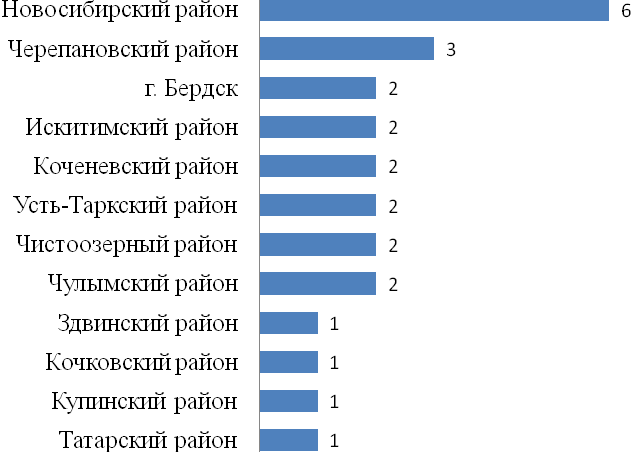 Новосибирский район 6
Черепановский район 3
г. Бердск 2
Искитимский район 2
Коченевский район 2
Усть-Таркский район 2
Чистоозерный район 2
Чулымский район 2
Здвинский район 1
Кочковский район 1
Купинский район 1
Татарский район 1